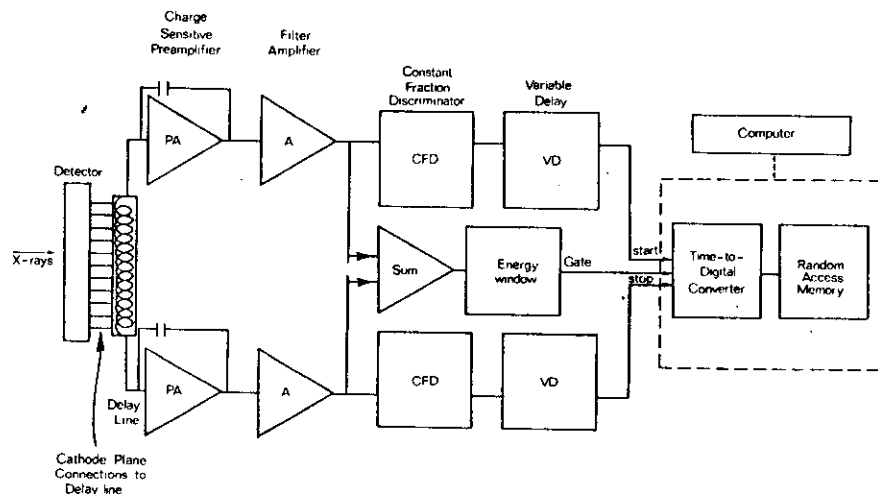 Charge
Sensitive
Preamplifier
Filter
Amplifier
Constant
Fraction
Discriminator
Variable
Delay
Computer
PA
A
CFD
VD
Detector
X-rays
start
Sum
Energy
window
Gate
Time-to-
Digital
Converter
Random
Access
Memory
stop
PA
A
CFD
VD
Delay
Line
Cathode Plane
Connections to
Delay line